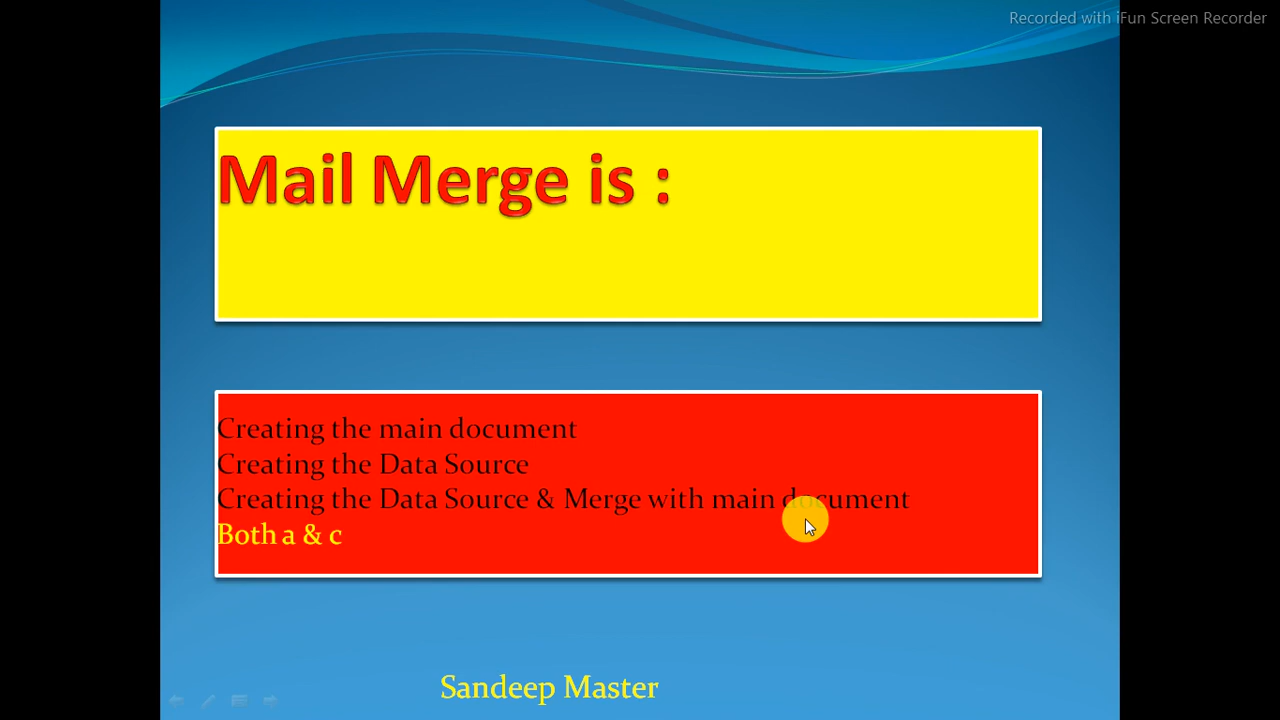 Recorded with iFun Screen Recorder
Mail Merge is :
Creating the main document
Creating the Data Source
Creating the Data Source & Merge with main document
Both a & c
Sandeep Master